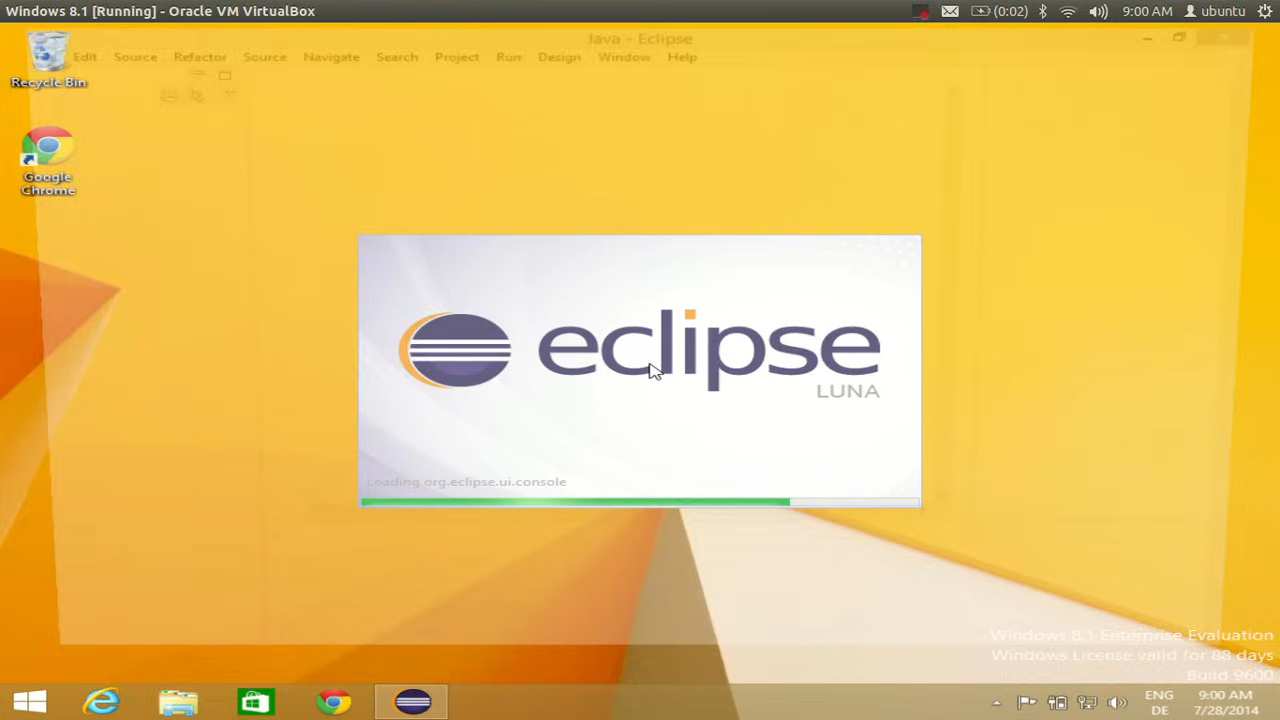 Windows 8.1 [Running] - Oracle VM VirtualBox
(0:02) 9:00 AM ubuntu
Java - Eclipse
Edit Source Refactor Source Navigate Search Project Run Design Window Help
Recycle Bin
Google
Chrome
eclipse
LUNA
Loading org.eclipse.ui.console
Windows 8.1 Enterprise Evaluation
Windows License valid for 88 days
Build 9600
ENG 9:00 AM
DE 7/28/2014